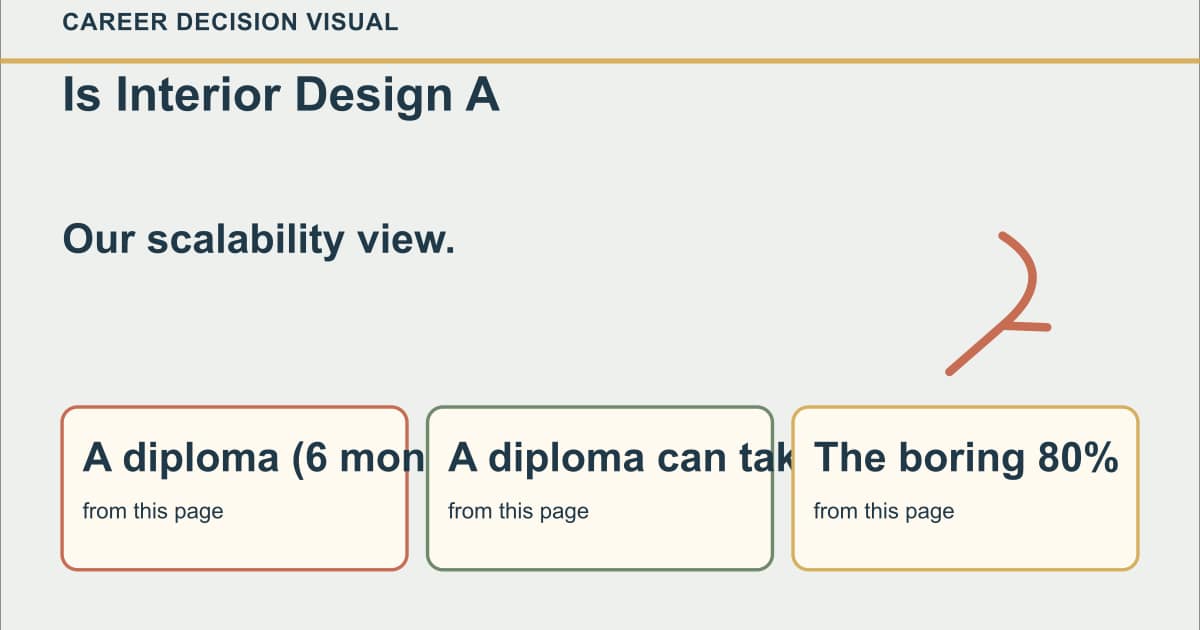 CAREER DECISION VISUAL
Is Interior Design A
Our scalability view.
A diploma (6 mon
from this page
A diploma can tak
from this page
The boring 80%
from this page